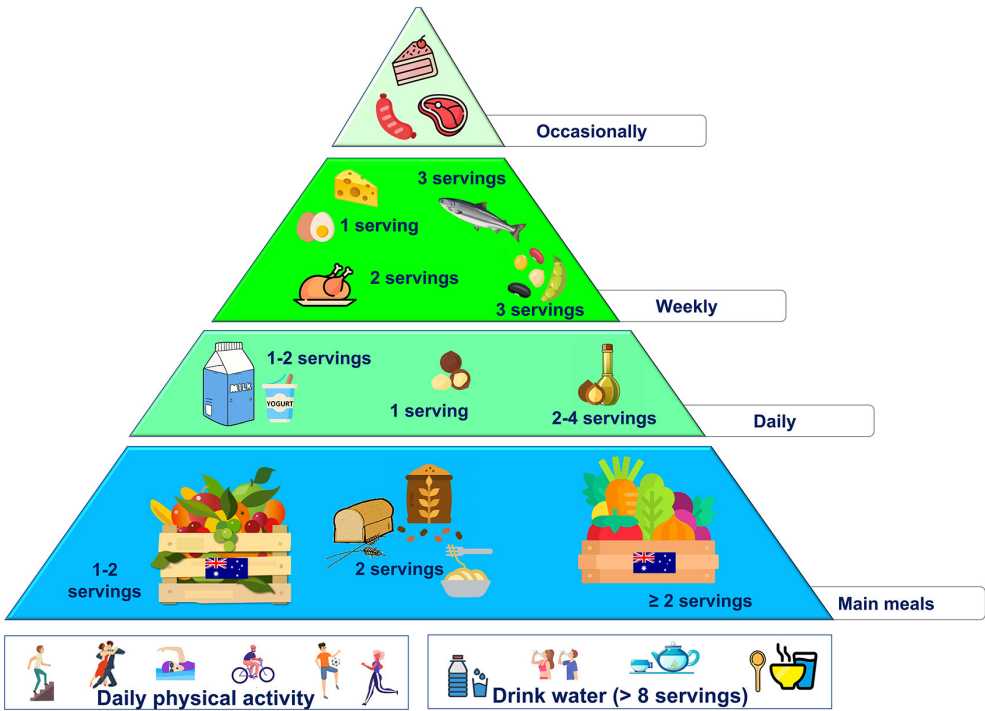 Occasionally
3 servings
1 serving
2 servings
3 servings
Weekly
MILK
YOGURT
1-2 servings
1 serving
2-4 servings
Daily
1-2
servings
2 servings
≥ 2 servings
Main meals
Daily physical activity
Drink water (> 8 servings)